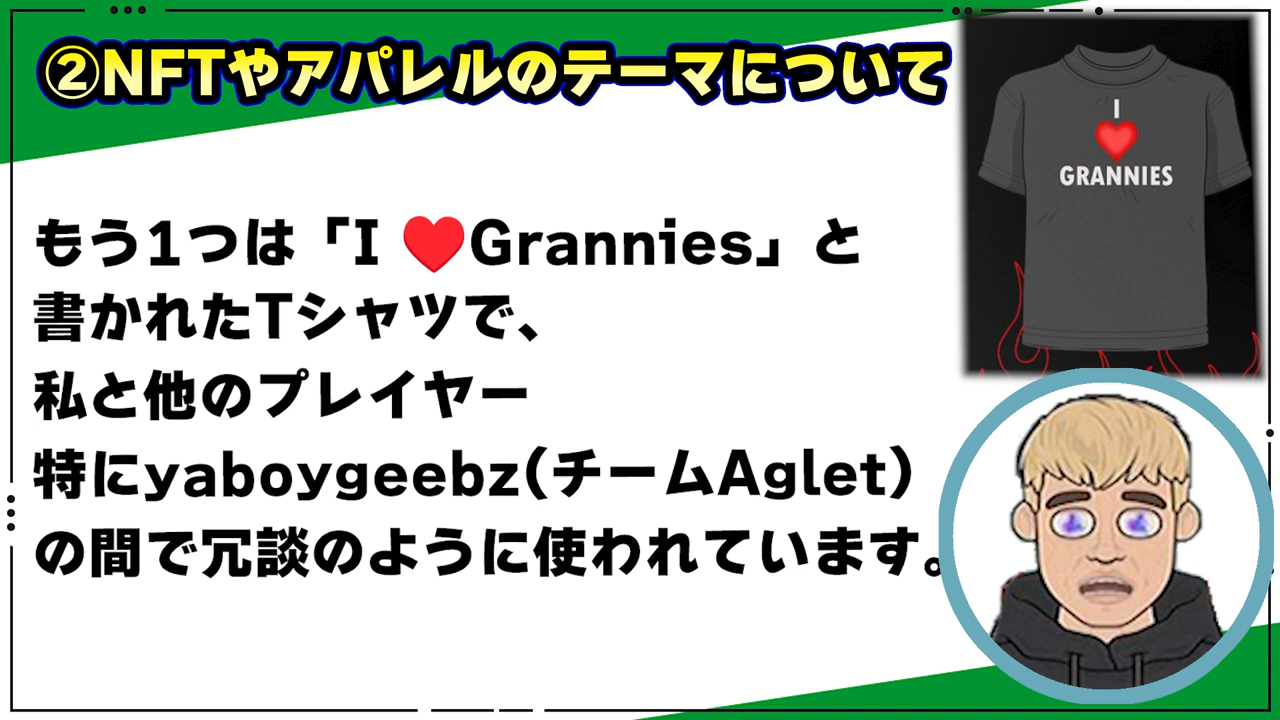 ②NFTやアパレルのテーマについて
I
❤
GRANNIES
もう1つは「I ❤Grannies」と
書かれたTシャツで、
私と他のプレイヤー
特にyaboygeebz(チームAglet)
の間で冗談のように使われています。